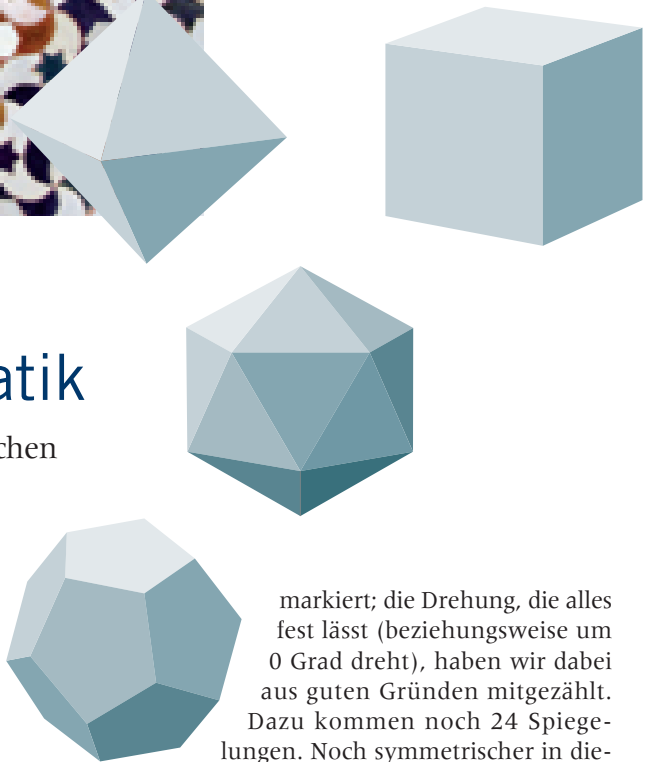 atik
chen
markiert; die Drehung, die alles
fest lässt (beziehungsweise um
0 Grad dreht), haben wir dabei
aus guten Gründen mitgezählt.
Dazu kommen noch 24 Spiege-
lungen. Noch symmetrischer in die-